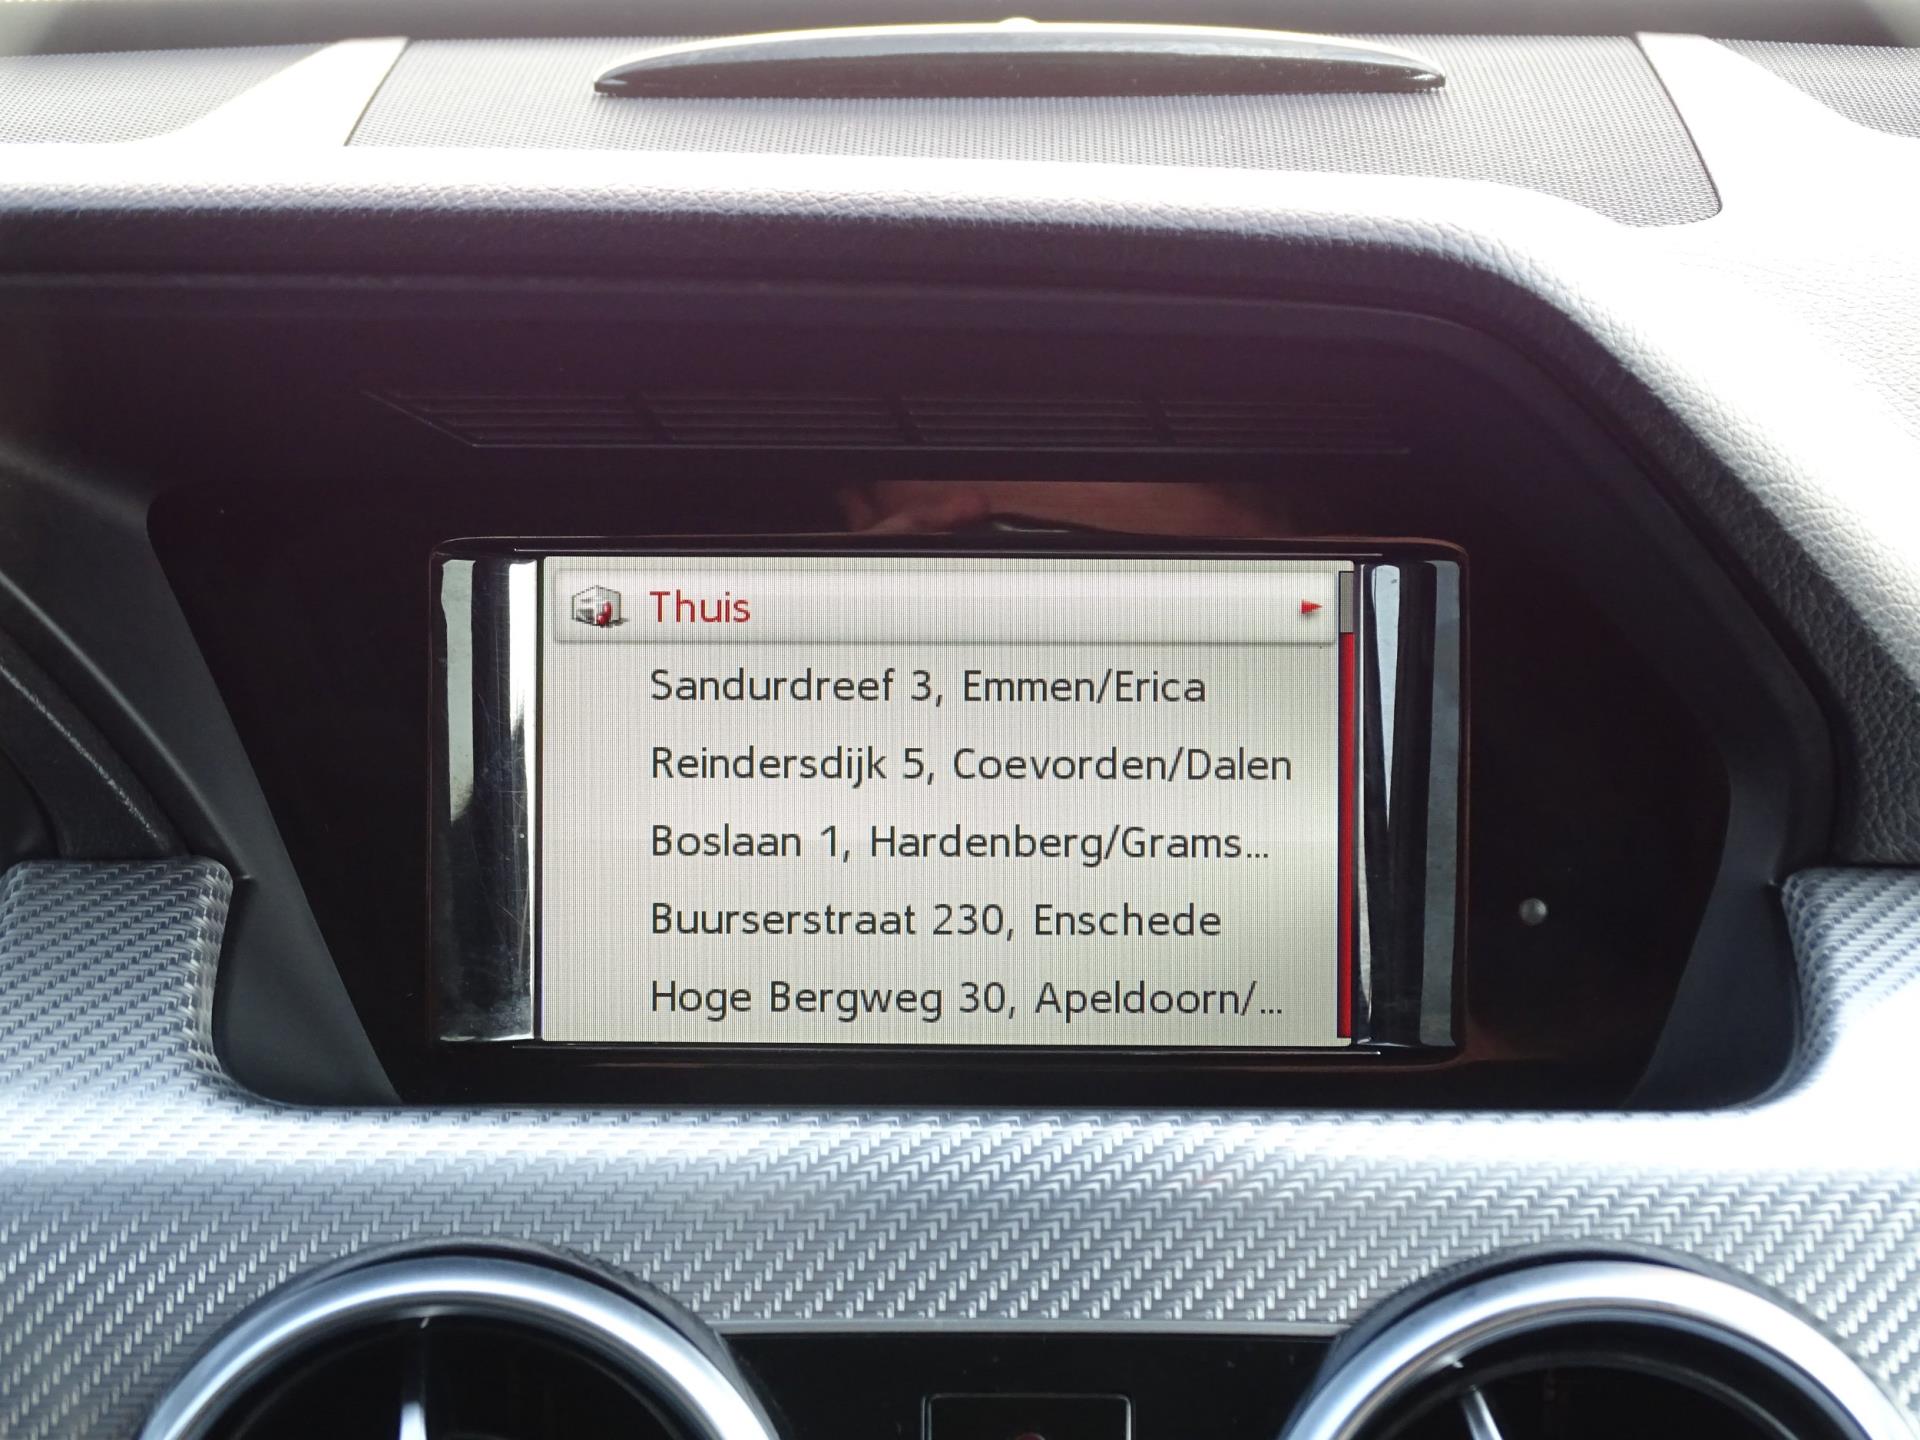 Thuis
Sandurdreef 3, Emmen/Erica
Reindersdijk 5, Coevorden/Dalen
Boslaan 1, Hardenberg/Grams...
Buurserstraat 230, Enschede
Hoge Bergweg 30, Apeldoorn/...